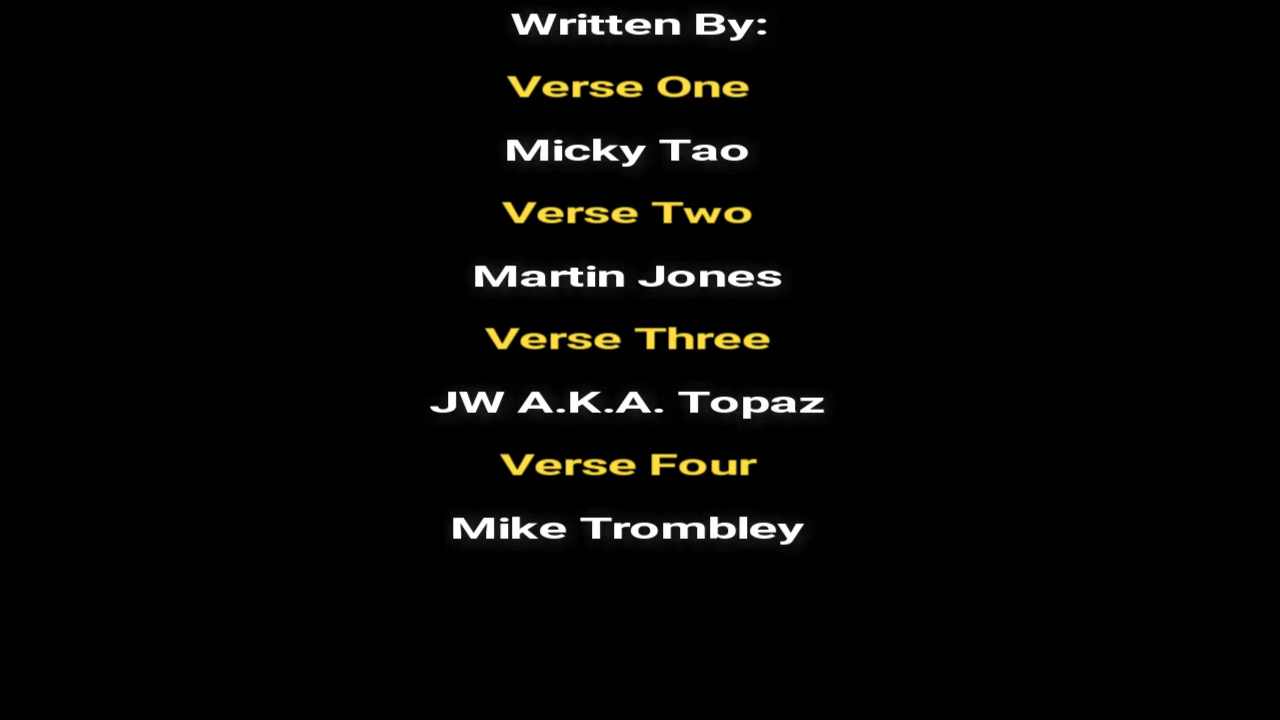 Written By:
Verse One
Micky Tao
Verse Two
Martin Jones
Verse Three
JW A.K.A. Topaz
Verse Four
Mike Trombley